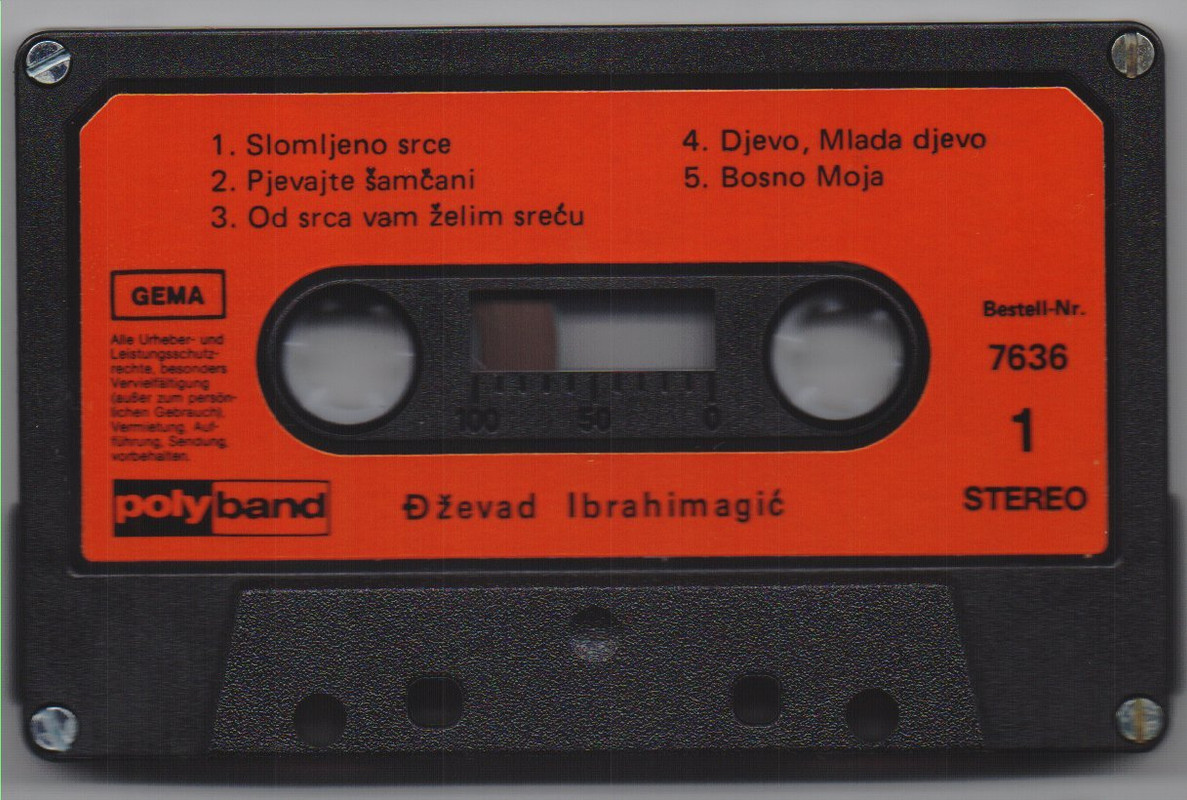 1. Slomljeno srce
2. Pjevajte šamčani
3. Od srca vam želim sreću
4. Djevo, Mlada djevo
5. Bosno Moja
GEMA
Alle Urheber- und
Leistungsschutz-
rechte, besonders
Vervielfältigung
(außer zum persön-
lichen Gebrauch),
Vermietung, Auf-
führung, Sendung,
vorbehalten.
Bestell-Nr.
7636
1
STEREO
100 50 0
polyband
Dževad Ibrahimagić